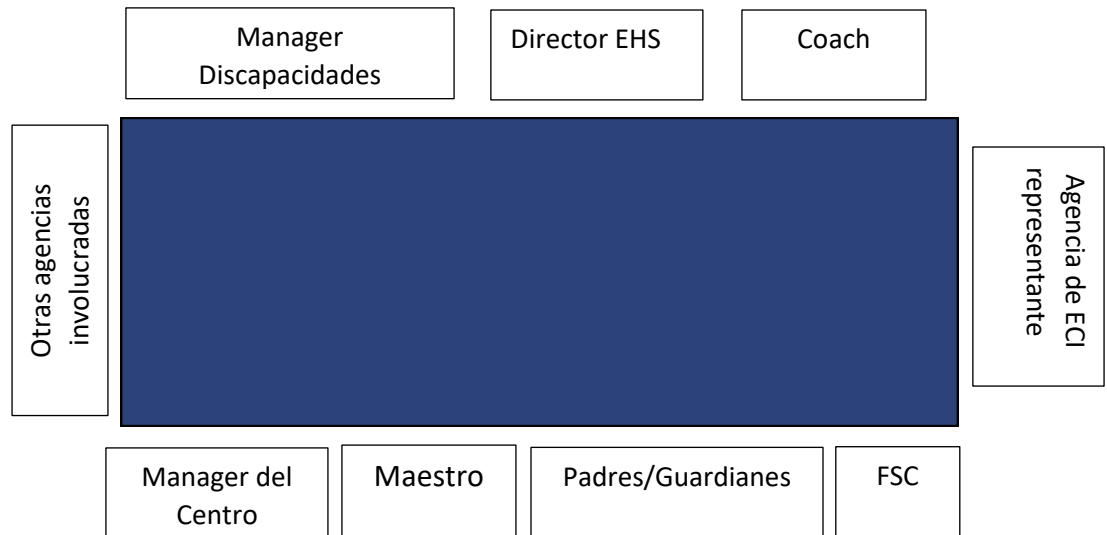 Manager
Discapacidades
Director EHS
Coach
Otras agencias
involucradas
Agencia de ECI
representante
Manager del
Centro
Maestro
Padres/Guardianes
FSC